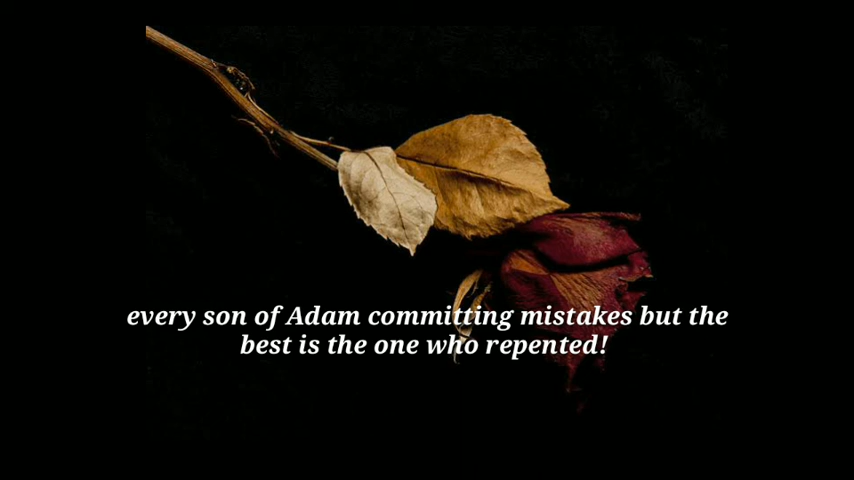 every son of Adam committing mistakes but the
best is the one who repented!